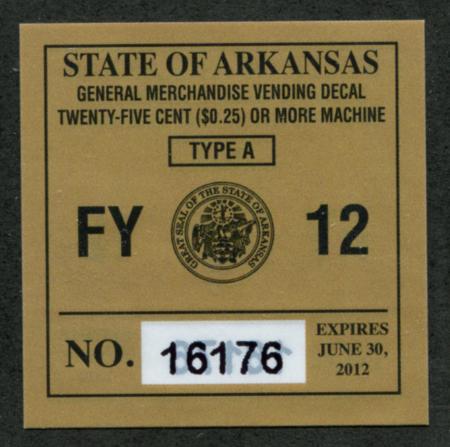 STATE OF ARKANSAS
GENERAL MERCHANDISE VENDING DECAL
TWENTY-FIVE CENT ($0.25) OR MORE MACHINE
TYPE A
FY 12
GREAT SEAL OF THE STATE OF ARKANSAS
NO. 16176
EXPIRES
JUNE 30,
2012